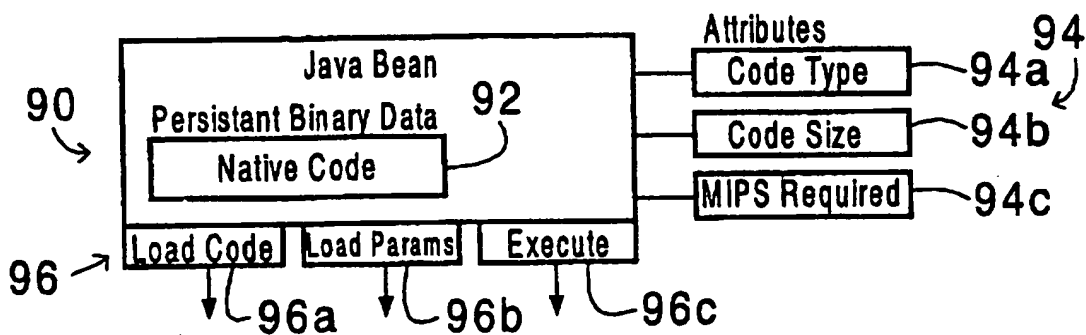 Attributes 94
Java Bean Code Type 94a
90 Persistant Binary Data 92 Code Size 94b
Native Code MIPS Required 94c
96 Load Code Load Params Execute
96a 96b 96c